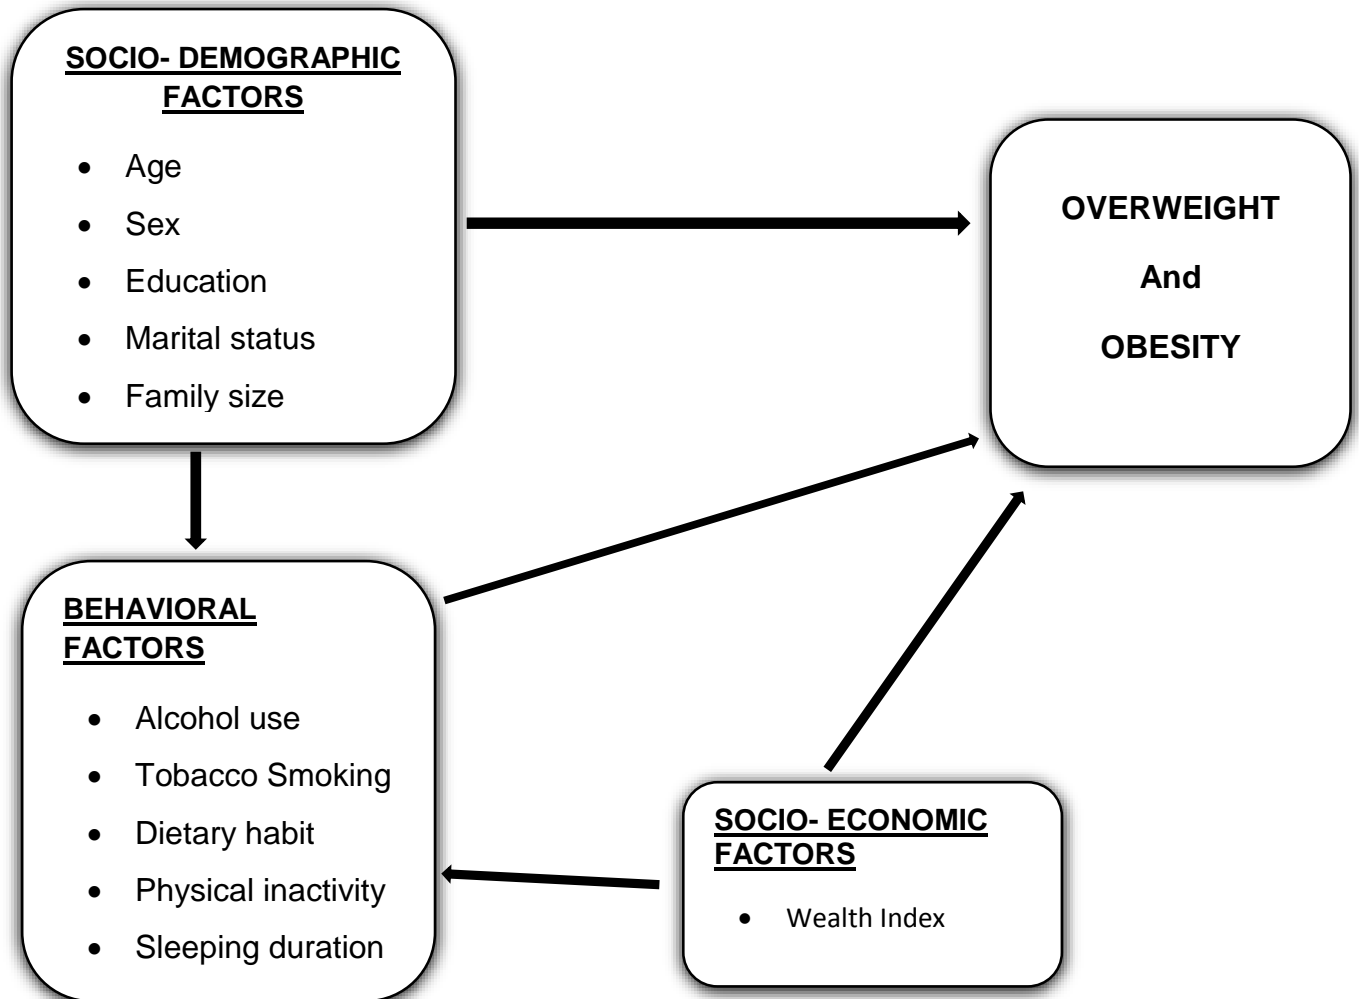 SOCIO- DEMOGRAPHIC
FACTORS
• Age
• Sex
• Education
• Marital status
• Family size
OVERWEIGHT
And
OBESITY
BEHAVIORAL
FACTORS
• Alcohol use
• Tobacco Smoking
• Dietary habit
• Physical inactivity
• Sleeping duration
SOCIO- ECONOMIC
FACTORS
• Wealth Index